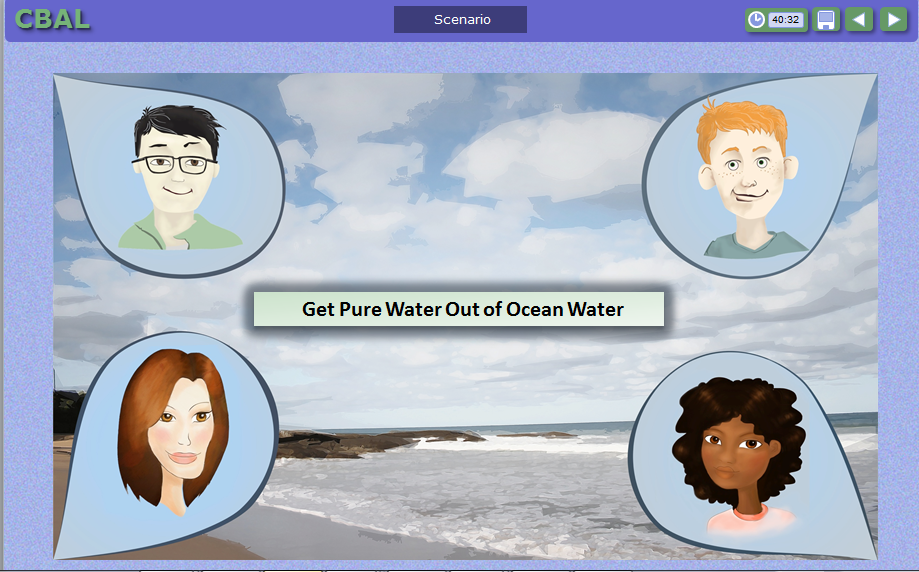 CBAL
Scenario
40:32
Get Pure Water Out of Ocean Water